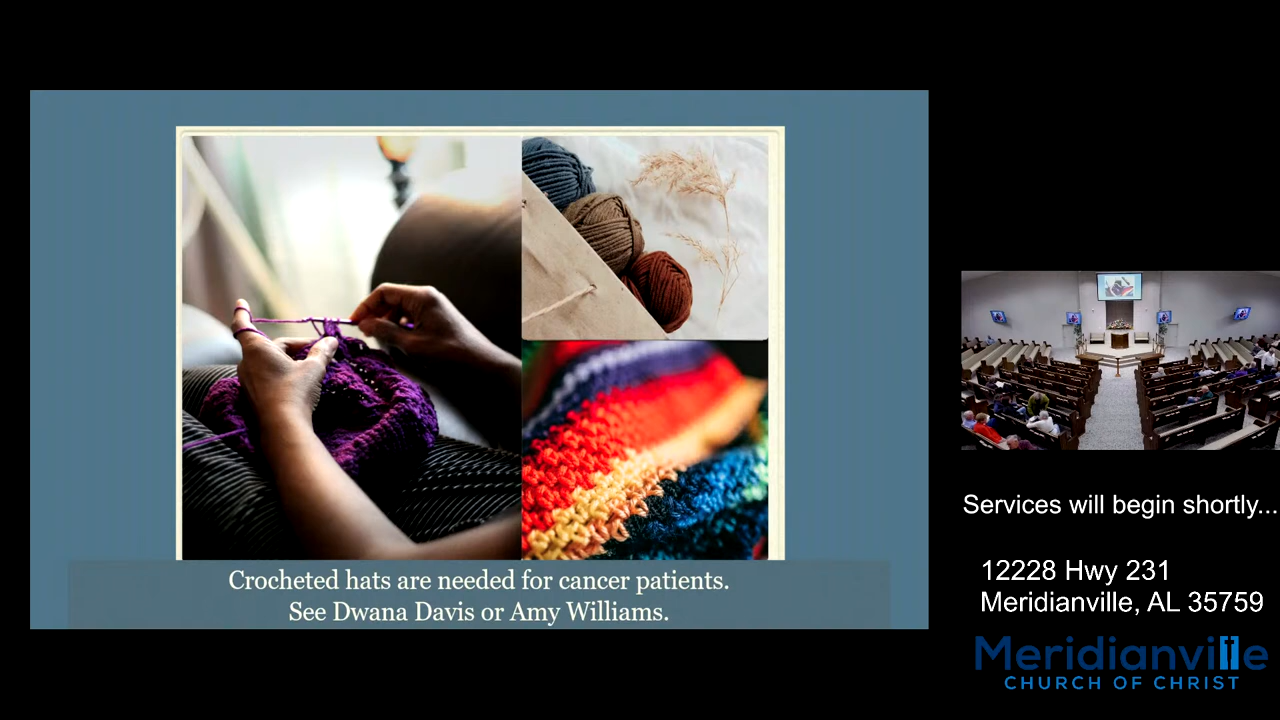 Crocheted hats are needed for cancer patients.
See Dwana Davis or Amy Williams.
Services will begin shortly...
12228 Hwy 231
Meridianville, AL 35759
Meridianville
CHURCH OF CHRIST